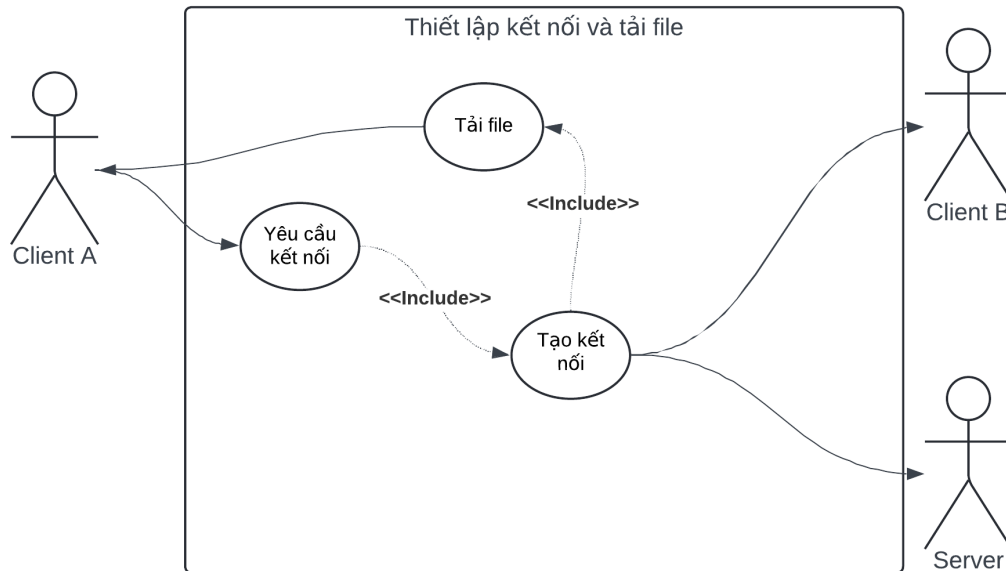 Thiết lập kết nối và tải file
Tải file
<<Include>>
Client B
Yêu cầu
kết nối
Client A
<<Include>>
Tạo kết
nối
Server